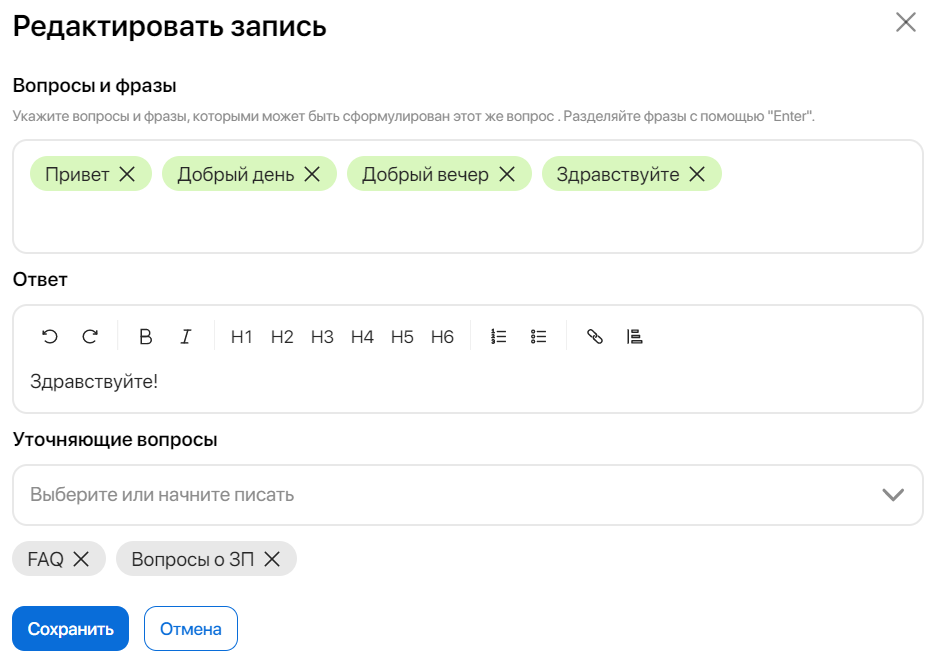 Редактировать запись
Вопросы и фразы
Укажите вопросы и фразы, которыми может быть сформулирован этот же вопрос . Разделяйте фразы с помощью "Enter".
Привет Добрый день Добрый вечер Здравствуйте
Ответ
B I H1 H2 H3 H4 H5 H6
Здравствуйте!
Уточняющие вопросы
Выберите или начните писать
FAQ Вопросы о ЗП
Сохранить Отмена